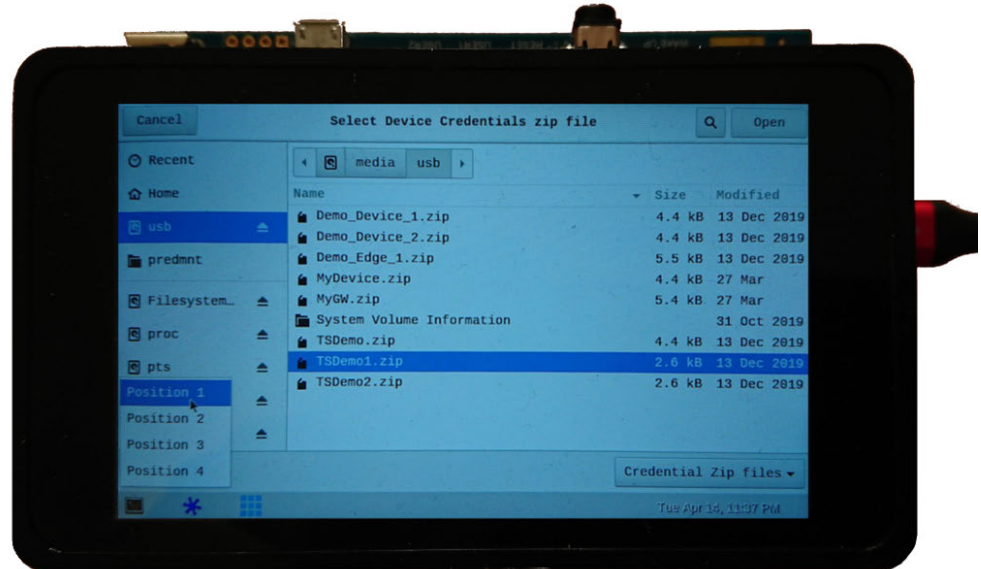 Cancel Select Device Credentials zip file Open
Recent
Home
usb
predmnt
Filesystem…
proc
pts
media usb
Name Size Modified
Demo_Device_1.zip 4.4 kB 13 Dec 2019
Demo_Device_2.zip 4.4 kB 13 Dec 2019
Demo_Edge_1.zip 5.5 kB 13 Dec 2019
MyDevice.zip 4.4 kB 27 Mar
MyGW.zip 5.4 kB 27 Mar
System Volume Information 31 Oct 2019
TSDemo.zip 4.4 kB 13 Dec 2019
TSDemo1.zip 2.6 kB 13 Dec 2019
TSDemo2.zip 2.6 kB 13 Dec 2019
Position 1
Position 2
Position 3
Position 4
Credential Zip files
Tue Apr 14, 11:37 PM